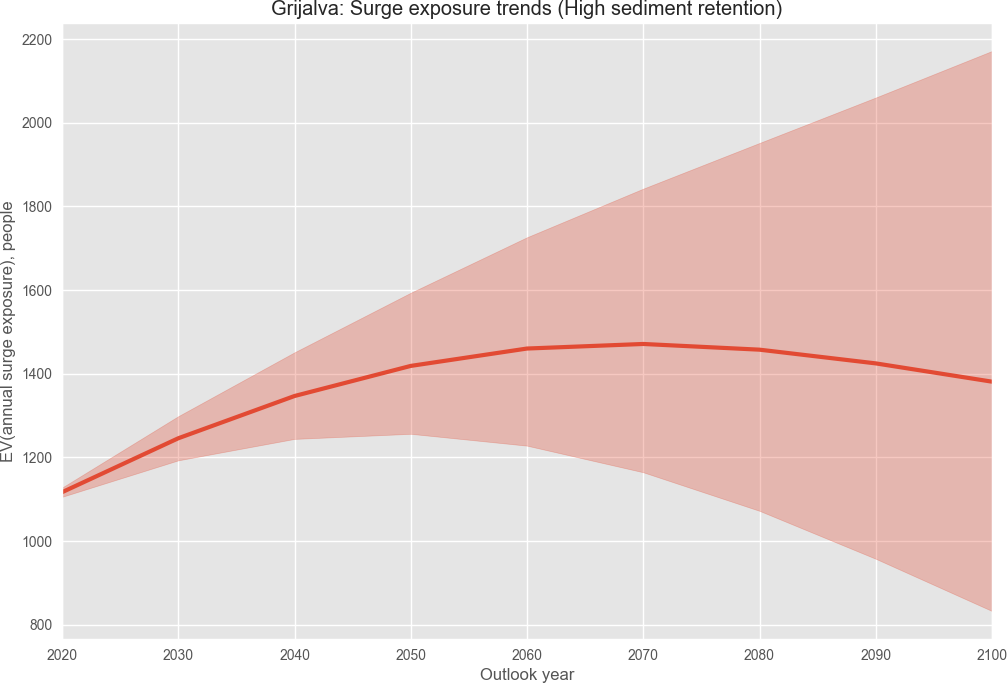 Grijalva: Surge exposure trends (High sediment retention)
EV(annual surge exposure), people
2200
2000
1800
1600
1400
1200
1000
800
2020 2030 2040 2050 2060 2070 2080 2090 2100
Outlook year